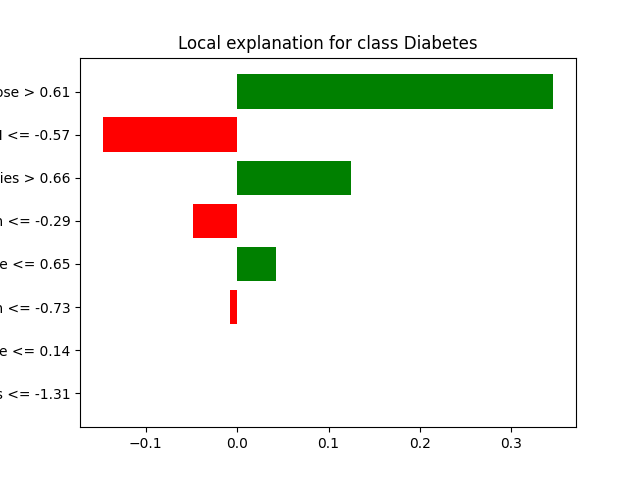 Local explanation for class Diabetes
ose > 0.61
I <= -0.57
ies > 0.66
n <= -0.29
e <= 0.65
n <= -0.73
e <= 0.14
s <= -1.31
−0.1 0.0 0.1 0.2 0.3